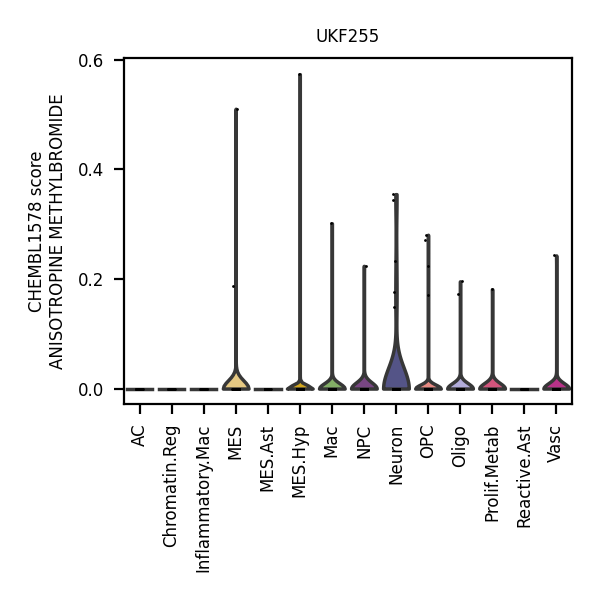 UKF255
CHEMBL1578 score
ANISOTROPINE METHYLBROMIDE
0.6
0.4
0.2
0.0
AC
Chromatin.Reg
Inflammatory.Mac
MES
MES.Ast
MES.Hyp
Mac
NPC
Neuron
OPC
Oligo
Prolif.Metab
Reactive.Ast
Vasc